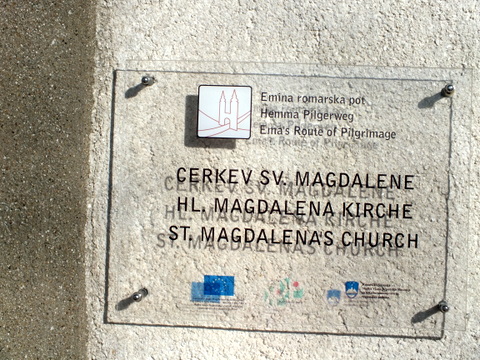 Emina romarska pot
Hemma Pilgerweg
Ema's Route of Pilgrimage
CERKEV SV. MAGDALENE
HL. MAGDALENA KIRCHE
ST. MAGDALENA'S CHURCH